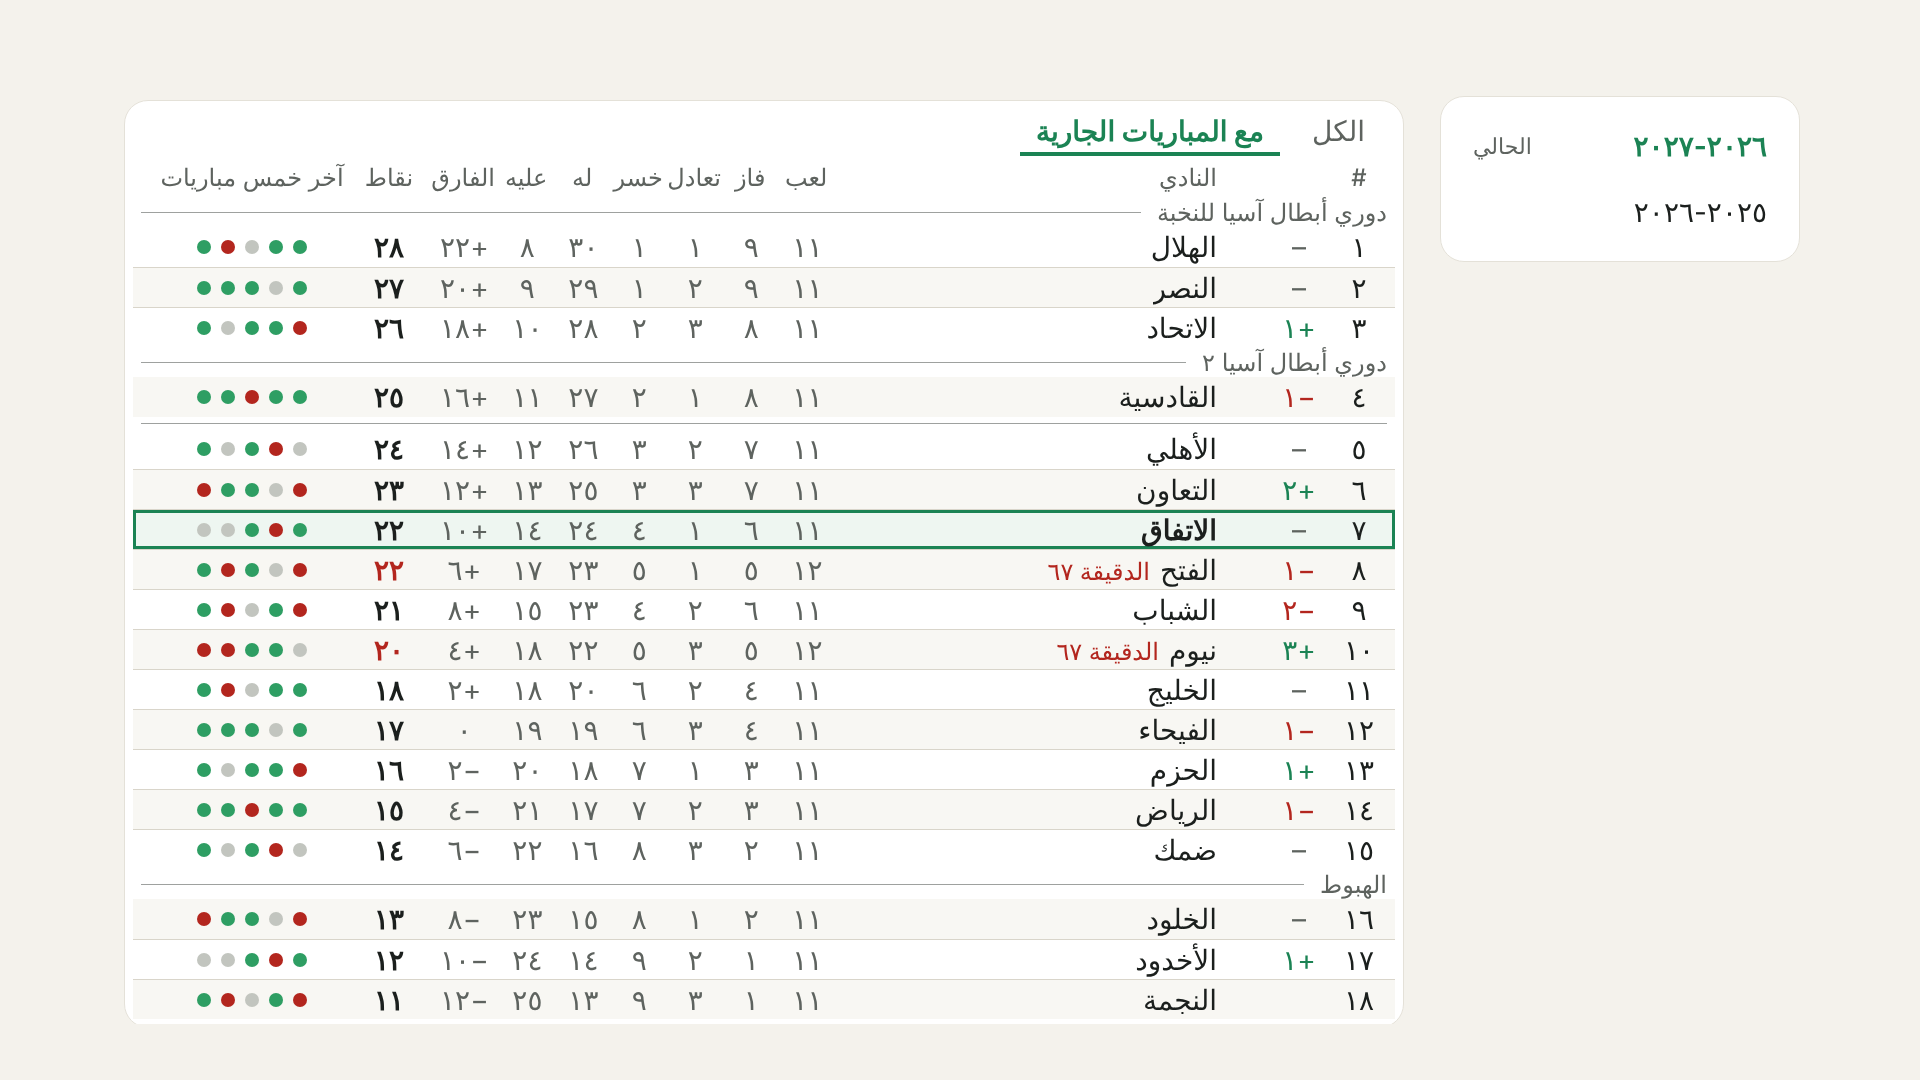 ٢٠٢٦-٢٠٢٧ الحالي
٢٠٢٥-٢٠٢٦
الكل مع المباريات الجارية
# النادي لعب فاز تعادل خسر له عليه الفارق نقاط آخر خمس مباريات
دوري أبطال آسيا للنخبة
١ – الهلال ١١ ٩ ١ ١ ٣٠ ٨ +٢٢ ٢٨
٢ – النصر ١١ ٩ ٢ ١ ٢٩ ٩ +٢٠ ٢٧
٣ +١ الاتحاد ١١ ٨ ٣ ٢ ٢٨ ١٠ +١٨ ٢٦
دوري أبطال آسيا ٢
٤ –١ القادسية ١١ ٨ ١ ٢ ٢٧ ١١ +١٦ ٢٥
٥ – الأهلي ١١ ٧ ٢ ٣ ٢٦ ١٢ +١٤ ٢٤
٦ +٢ التعاون ١١ ٧ ٣ ٣ ٢٥ ١٣ +١٢ ٢٣
٧ – الاتفاق ١١ ٦ ١ ٤ ٢٤ ١٤ +١٠ ٢٢
٨ –١ الفتح الدقيقة ٦٧ ١٢ ٥ ١ ٥ ٢٣ ١٧ +٦ ٢٢
٩ –٢ الشباب ١١ ٦ ٢ ٤ ٢٣ ١٥ +٨ ٢١
١٠ +٣ نيوم الدقيقة ٦٧ ١٢ ٥ ٣ ٥ ٢٢ ١٨ +٤ ٢٠
١١ – الخليج ١١ ٤ ٢ ٦ ٢٠ ١٨ +٢ ١٨
١٢ –١ الفيحاء ١١ ٤ ٣ ٦ ١٩ ١٩ ٠ ١٧
١٣ +١ الحزم ١١ ٣ ١ ٧ ١٨ ٢٠ –٢ ١٦
١٤ –١ الرياض ١١ ٣ ٢ ٧ ١٧ ٢١ –٤ ١٥
١٥ – ضمك ١١ ٢ ٣ ٨ ١٦ ٢٢ –٦ ١٤
الهبوط
١٦ – الخلود ١١ ٢ ١ ٨ ١٥ ٢٣ –٨ ١٣
١٧ +١ الأخدود ١١ ١ ٢ ٩ ١٤ ٢٤ –١٠ ١٢
١٨ النجمة ١١ ١ ٣ ٩ ١٣ ٢٥ –١٢ ١١